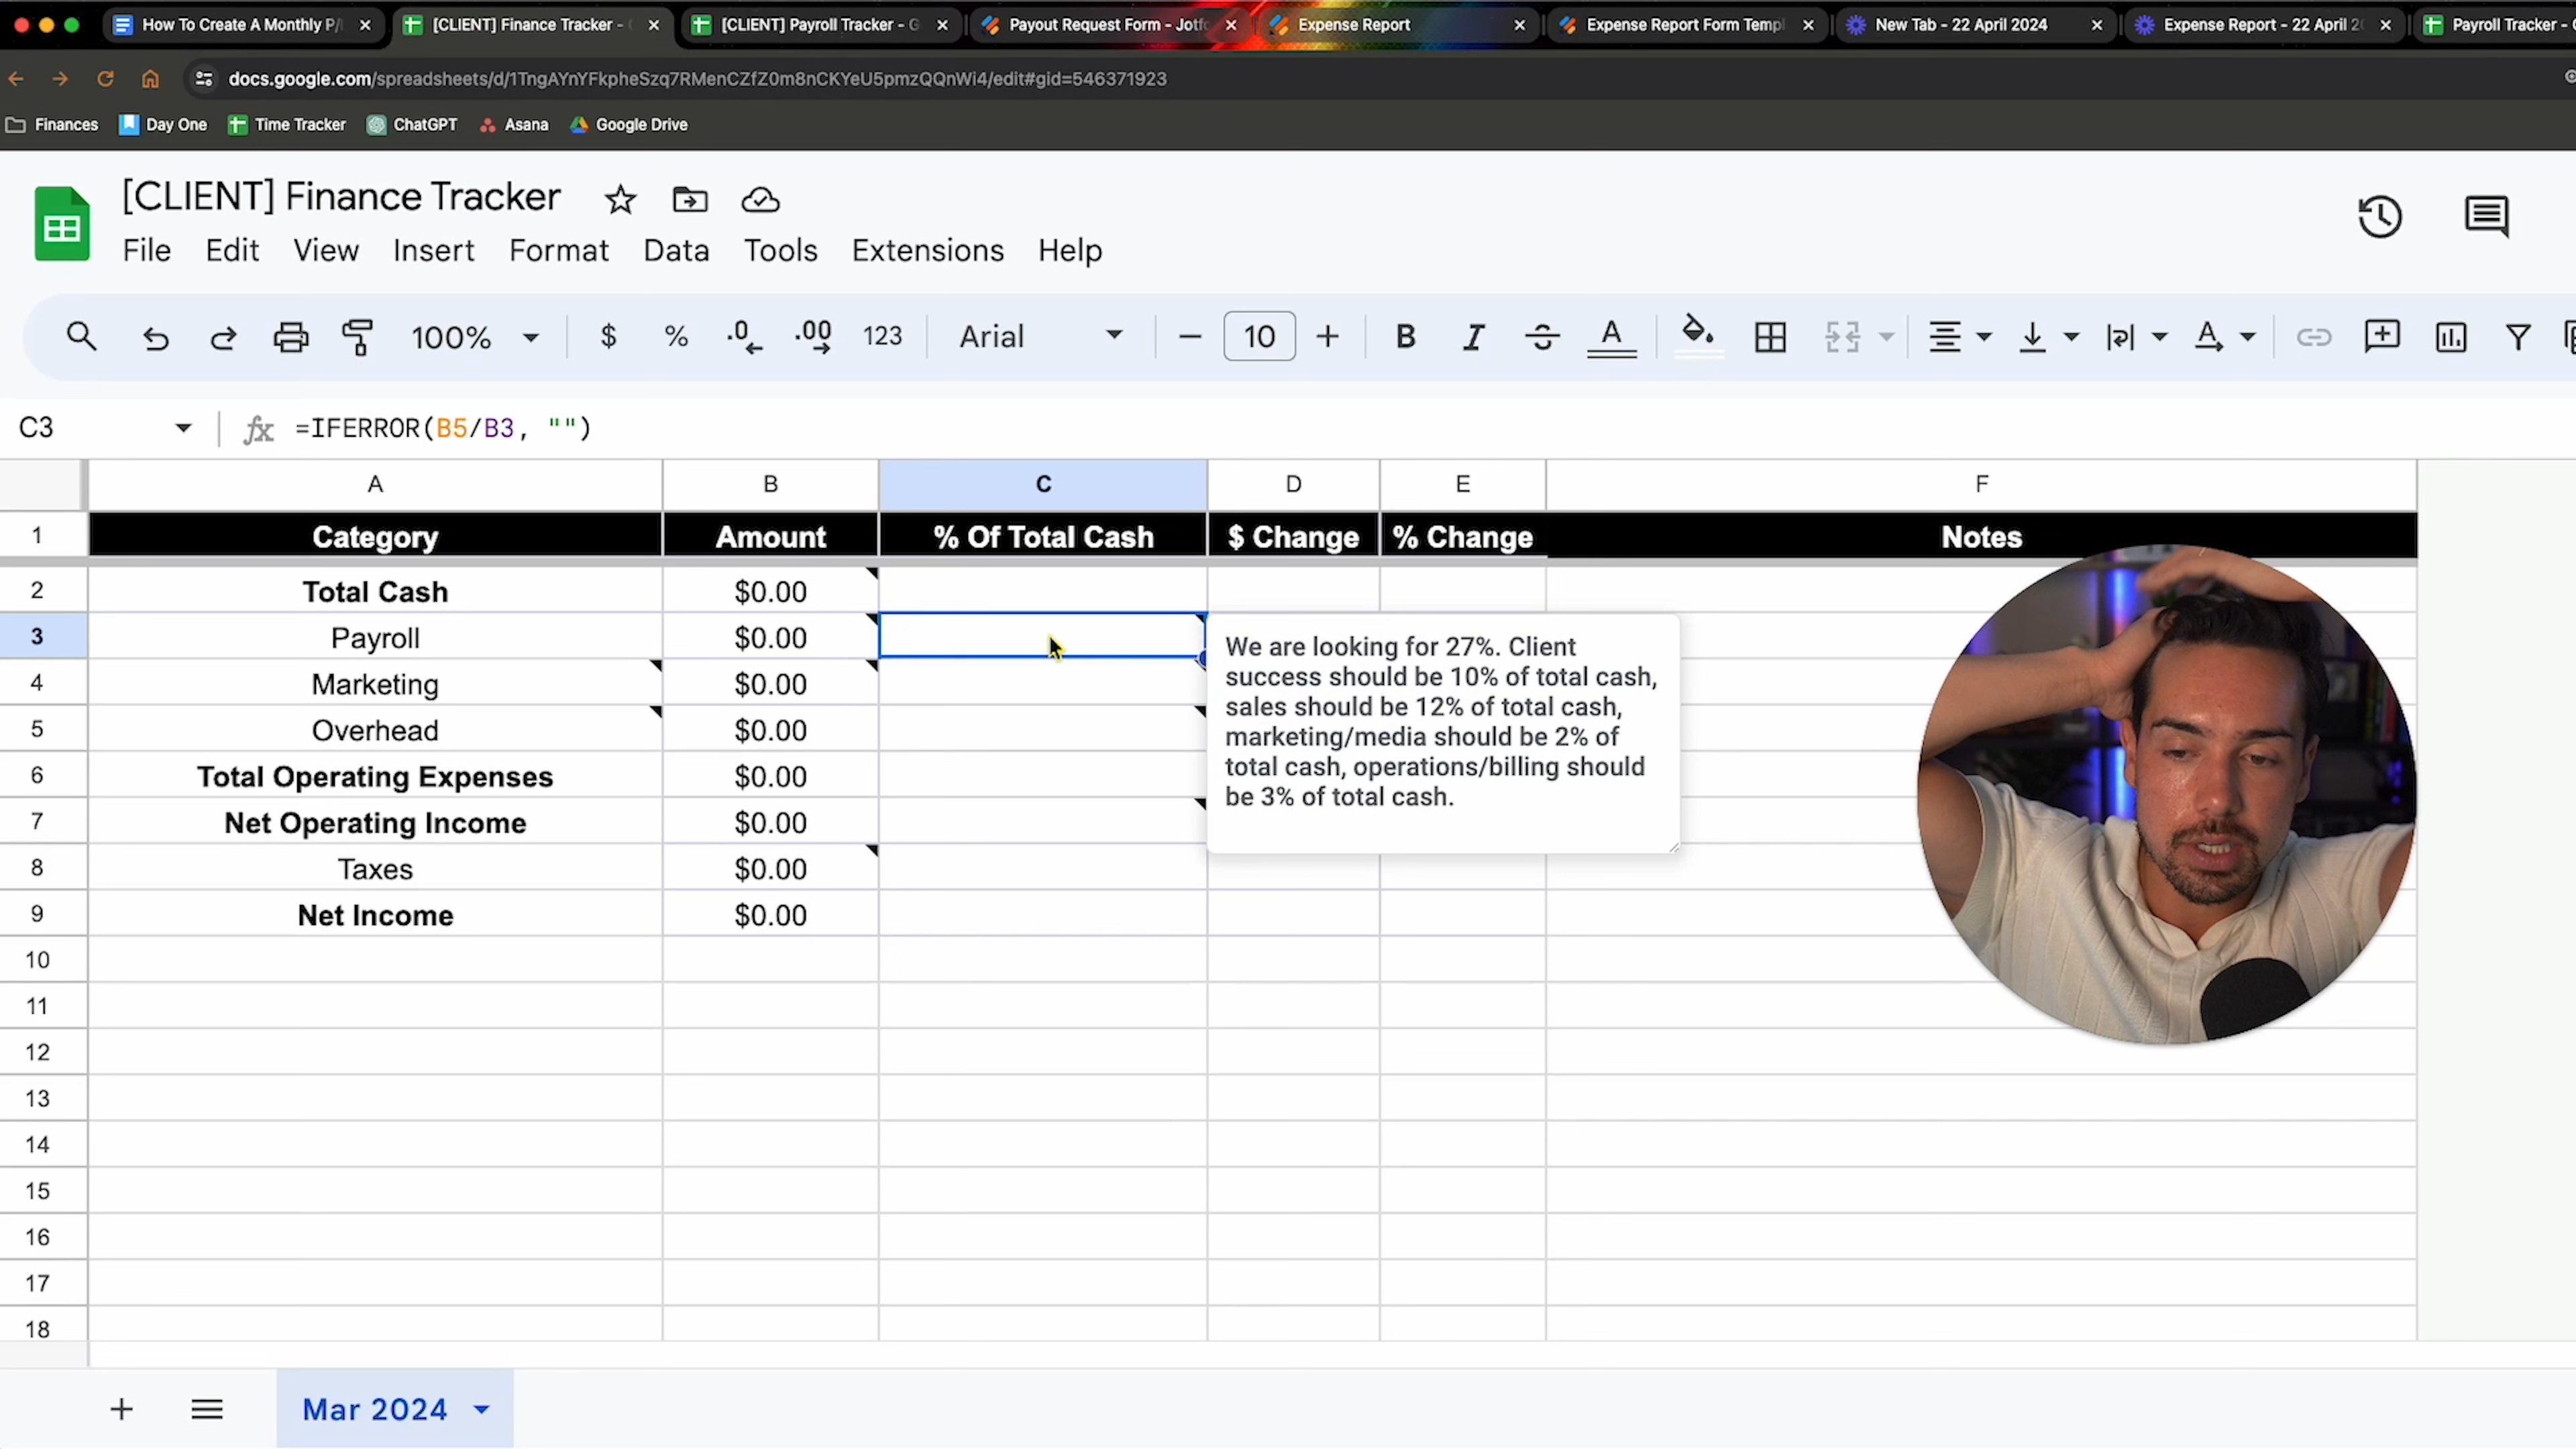 How To Create A Monthly P/
[CLIENT] Finance Tracker -
[CLIENT] Payroll Tracker - G
Payout Request Form - Jotfo
Expense Report
Expense Report Form Templ
New Tab - 22 April 2024
Expense Report - 22 April 2
Payroll Tracker -
docs.google.com/spreadsheets/d/1TngAYnYFkpheSzq7RMenCZfZ0m8nCKYeU5pmzQQnWi4/edit#gid=546371923
Finances
Day One
Time Tracker
ChatGPT
Asana
Google Drive
[CLIENT] Finance Tracker
File Edit View Insert Format Data Tools Extensions Help
100% $ % .0 .00 123 Arial 10 B I A
C3 fx =IFERROR(B5/B3, "")
A B C D E F
1 Category Amount % Of Total Cash $ Change % Change Notes
2 Total Cash $0.00
3 Payroll $0.00
4 Marketing $0.00
5 Overhead $0.00
6 Total Operating Expenses $0.00
7 Net Operating Income $0.00
8 Taxes $0.00
9 Net Income $0.00
We are looking for 27%. Client
success should be 10% of total cash,
sales should be 12% of total cash,
marketing/media should be 2% of
total cash, operations/billing should
be 3% of total cash.
10
11
12
13
14
15
16
17
18
Mar 2024